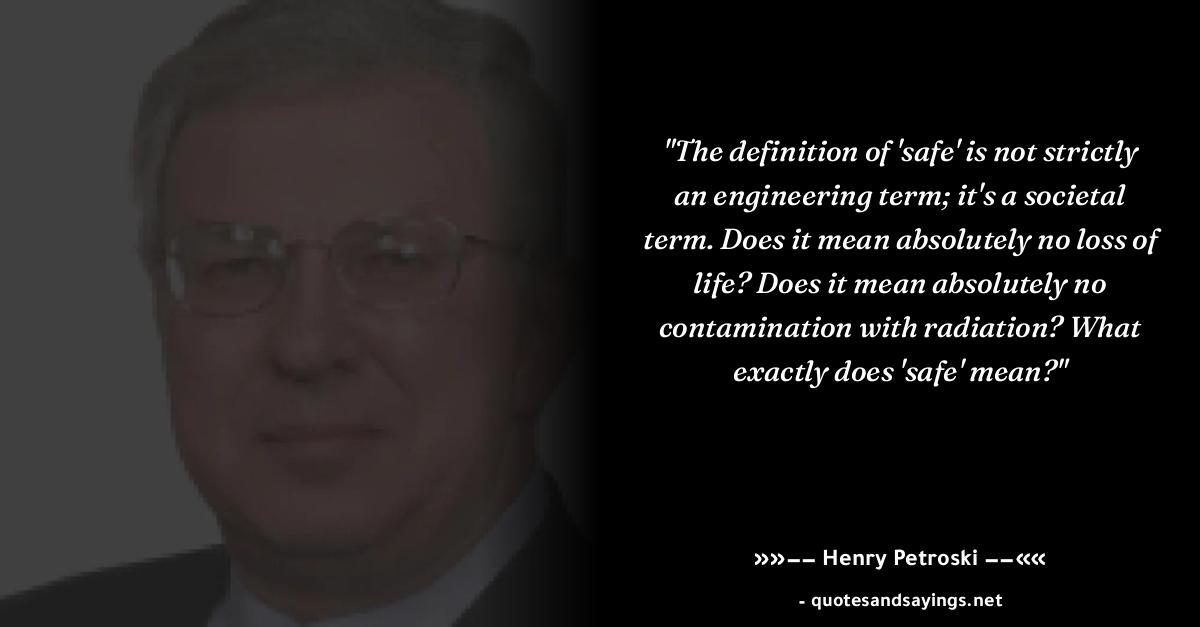 "The definition of 'safe' is not strictly
an engineering term; it's a societal
term. Does it mean absolutely no loss of
life? Does it mean absolutely no
contamination with radiation? What
exactly does 'safe' mean?"
»»−− Henry Petroski −−««
- quotesandsayings.net